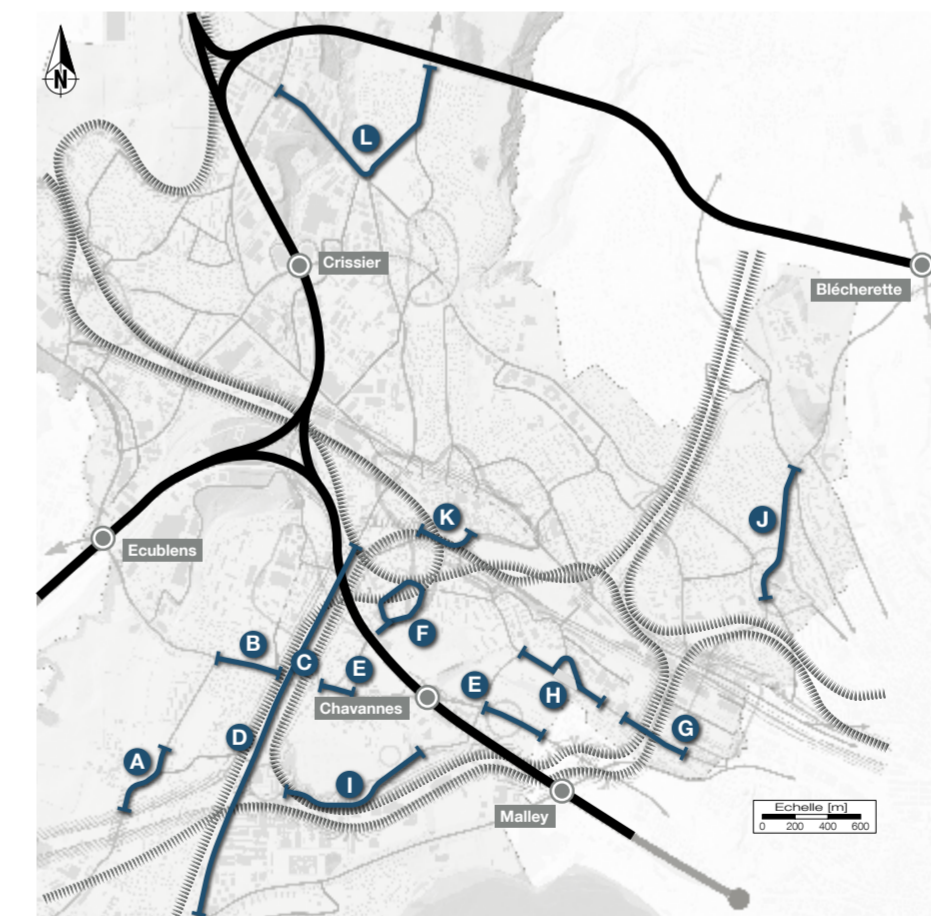 N
L
Crissier
Blécherette
K
J
Ecublens
F
B
C
E
E
H
Chavannes
G
D
A
I
Malley
Echelle [m]
0 200 400 600